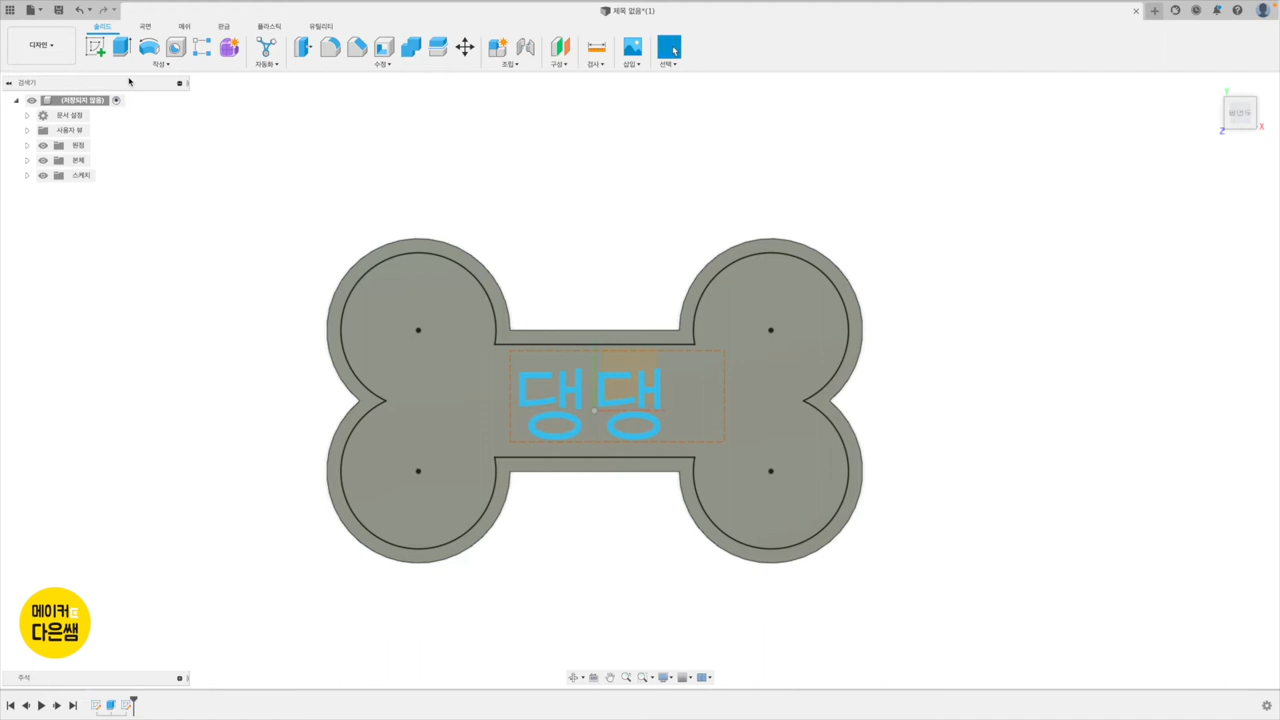 제목 없음*(1)
솔리드 곡면 메쉬 판금 플라스틱 유틸리티
디자인
작성 자동화 수정 조립 구성 검사 삽입 선택
검색기
(저장되지 않음)
문서 설정
사용자 뷰
원점
본체
스케치
Y
Z
X
댕댕
메이커
다은쌤
주석